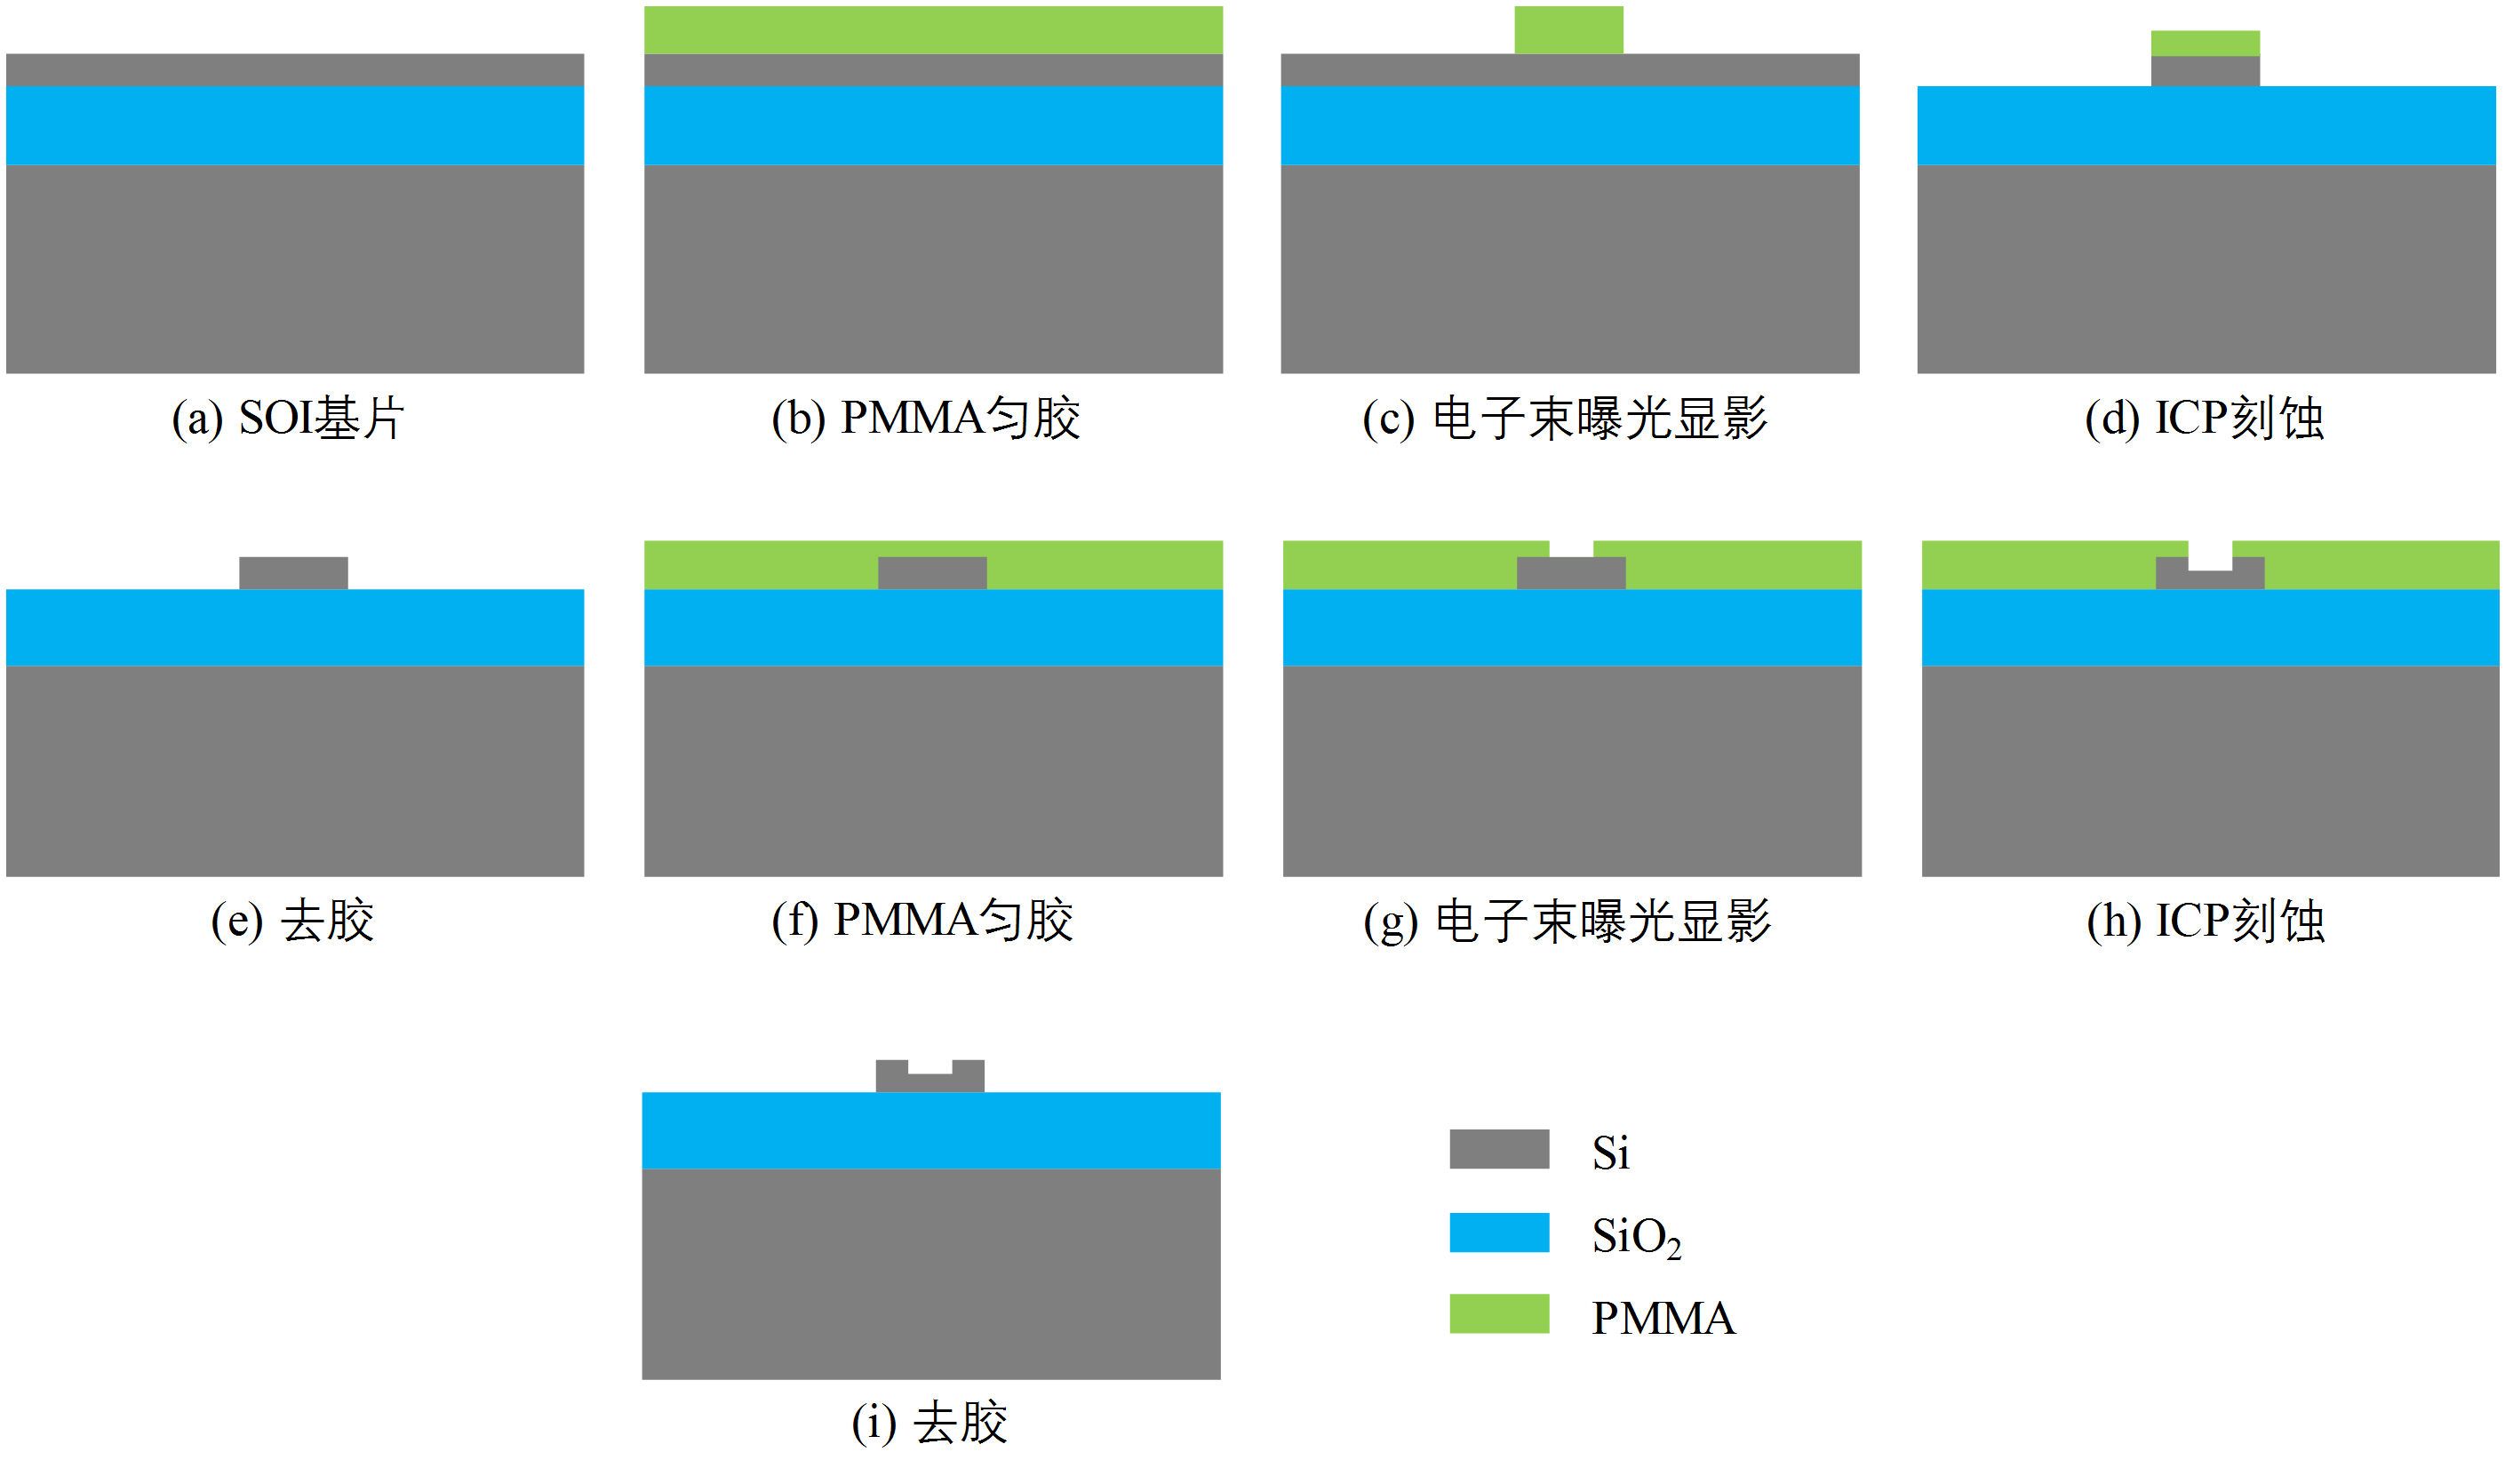 (a) SOI基片
(b) PMMA匀胶
(c) 电子束曝光显影
(d) ICP刻蚀
(e) 去胶
(f) PMMA匀胶
(g) 电子束曝光显影
(h) ICP刻蚀
(i) 去胶
Si
SiO₂
PMMA